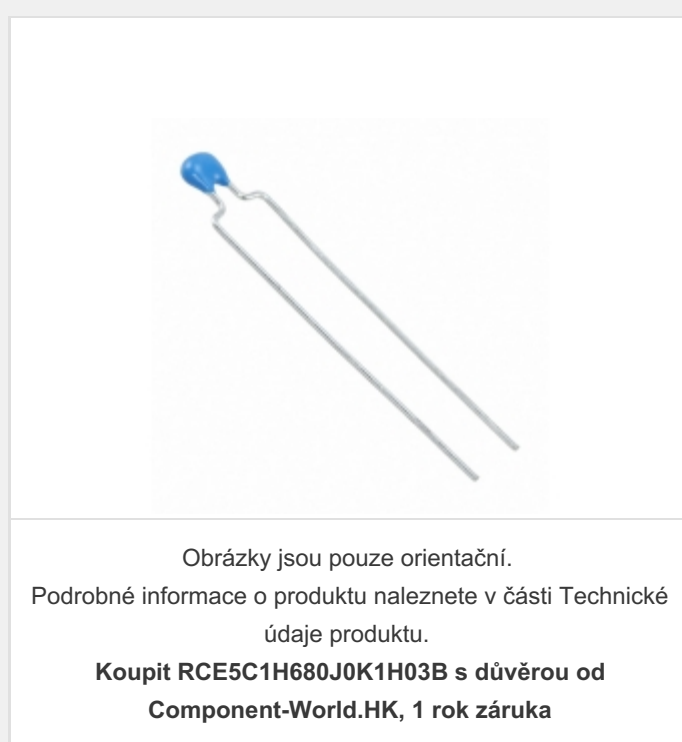 Obrázky jsou pouze orientační.
Podrobné informace o produktu naleznete v části Technické
údaje produktu.
Koupit RCE5C1H680J0K1H03B s důvěrou od
Component-World.HK, 1 rok záruka